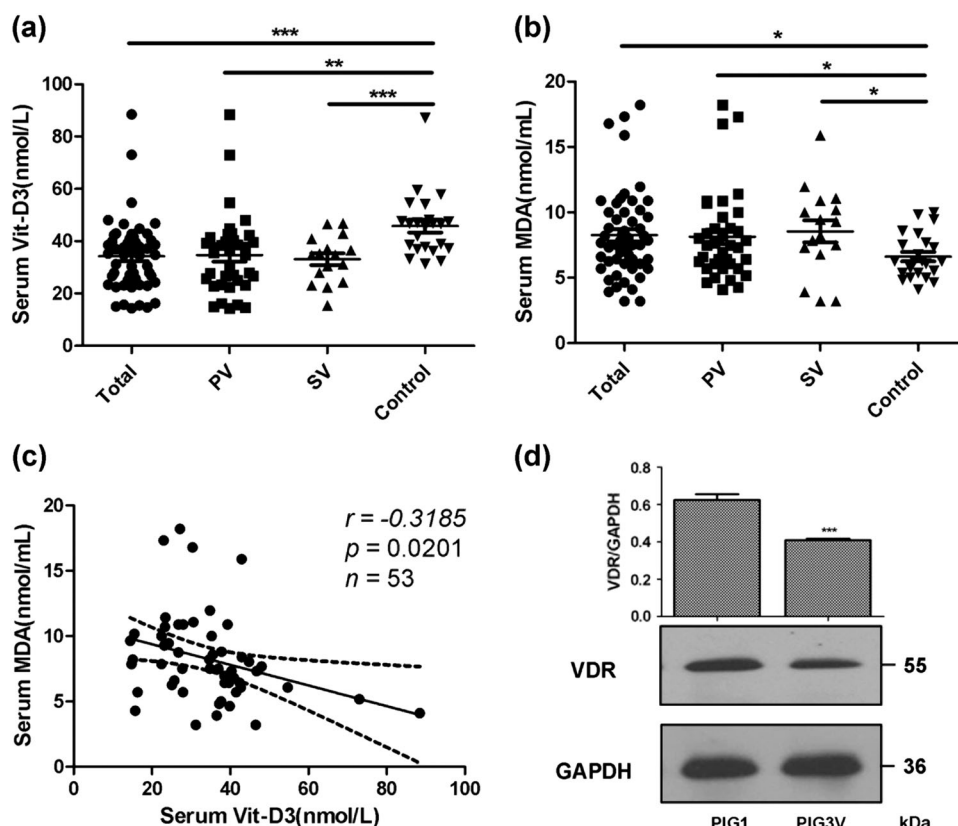 (a)
***
**
***
Serum Vit-D3(nmol/L)
100
80
60
40
20
0
Total
PV
SV
Control
(b)
*
*
*
Serum MDA(nmol/mL)
20
15
10
5
0
Total
PV
SV
Control
(c)
Serum MDA(nmol/mL)
20
15
10
5
0
r = -0.3185
p = 0.0201
n = 53
0 20 40 60 80 100
Serum Vit-D3(nmol/L)
(d)
VDR/GAPDH
0.8
0.6
0.4
0.2
0.0
***
VDR
55
GAPDH
36
PIG1 PIG3V kDa